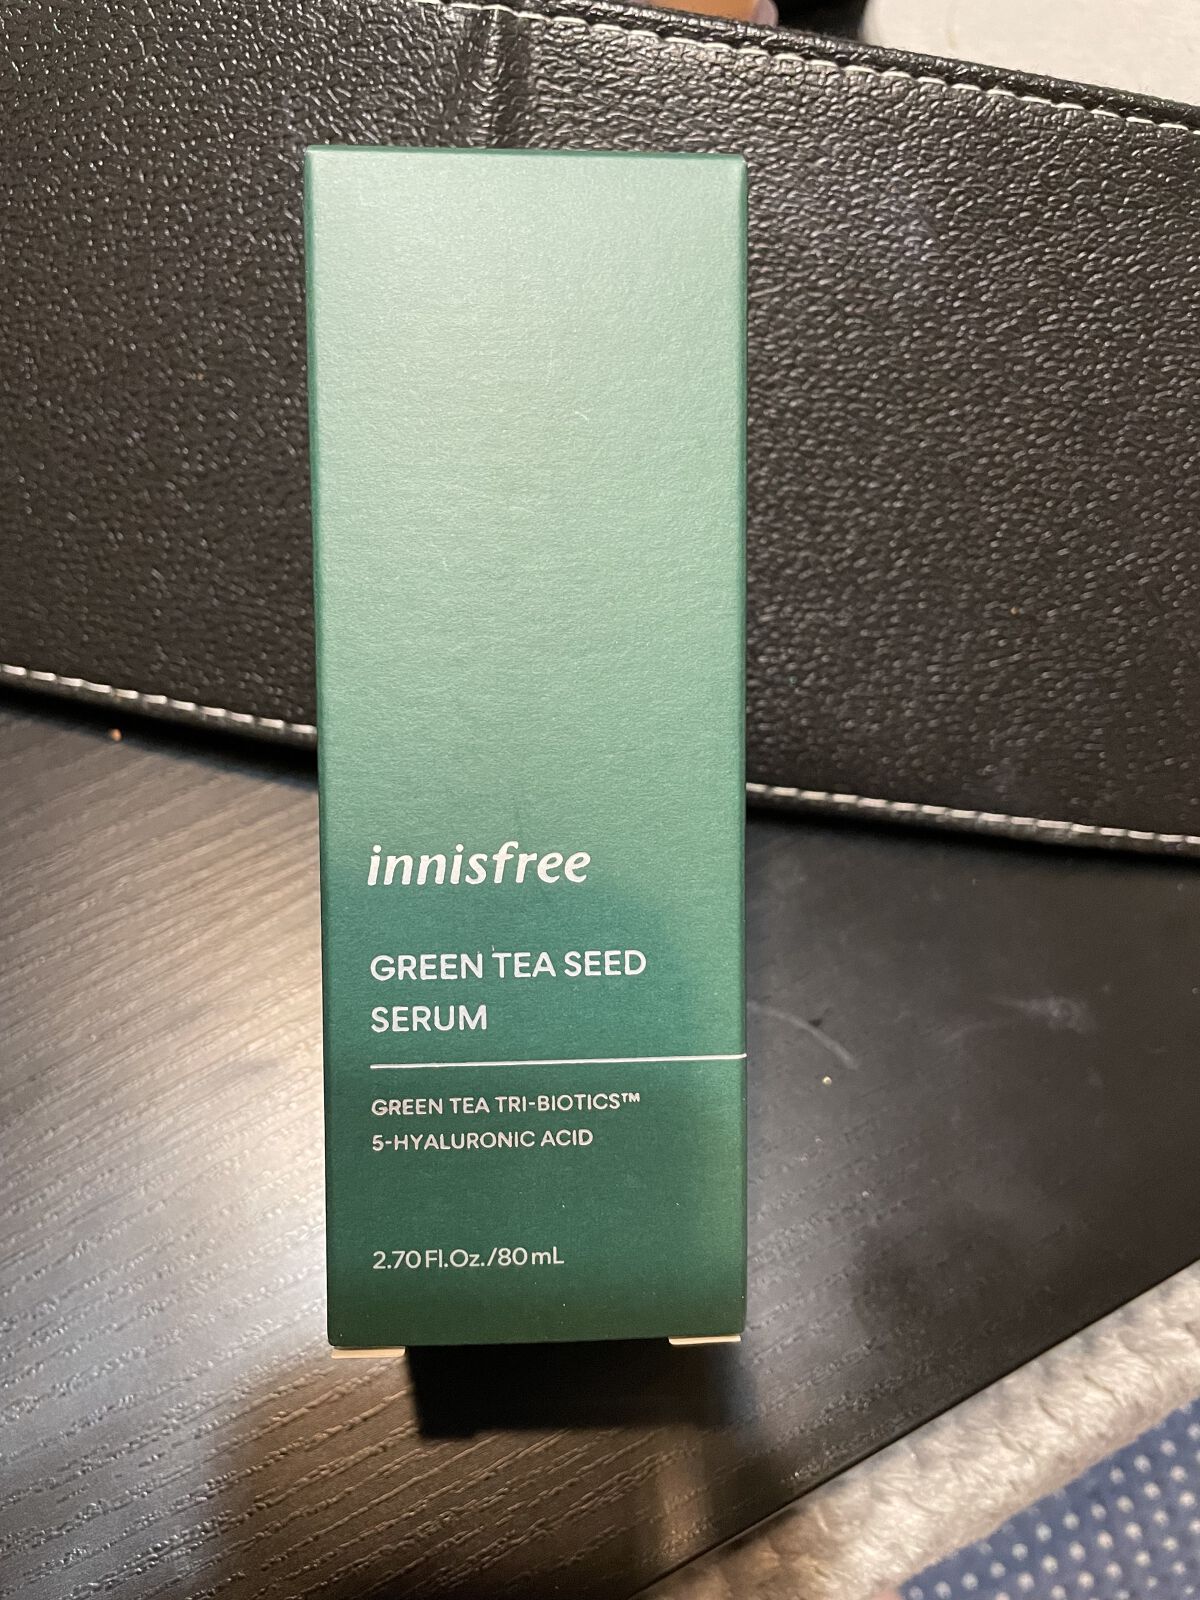 innisfree
GREEN TEA SEED
SERUM
GREEN TEA TRI-BIOTICS™
5-HYALURONIC ACID
2.70 Fl.Oz./80 mL